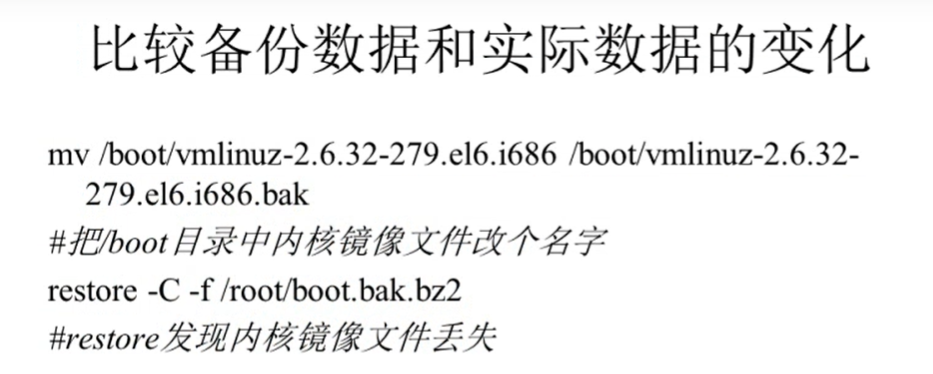 比较备份数据和实际数据的变化
mv /boot/vmlinuz-2.6.32-279.el6.i686 /boot/vmlinuz-2.6.32-
279.el6.i686.bak
#把/boot目录中内核镜像文件改个名字
restore -C -f /root/boot.bak.bz2
#restore发现内核镜像文件丢失